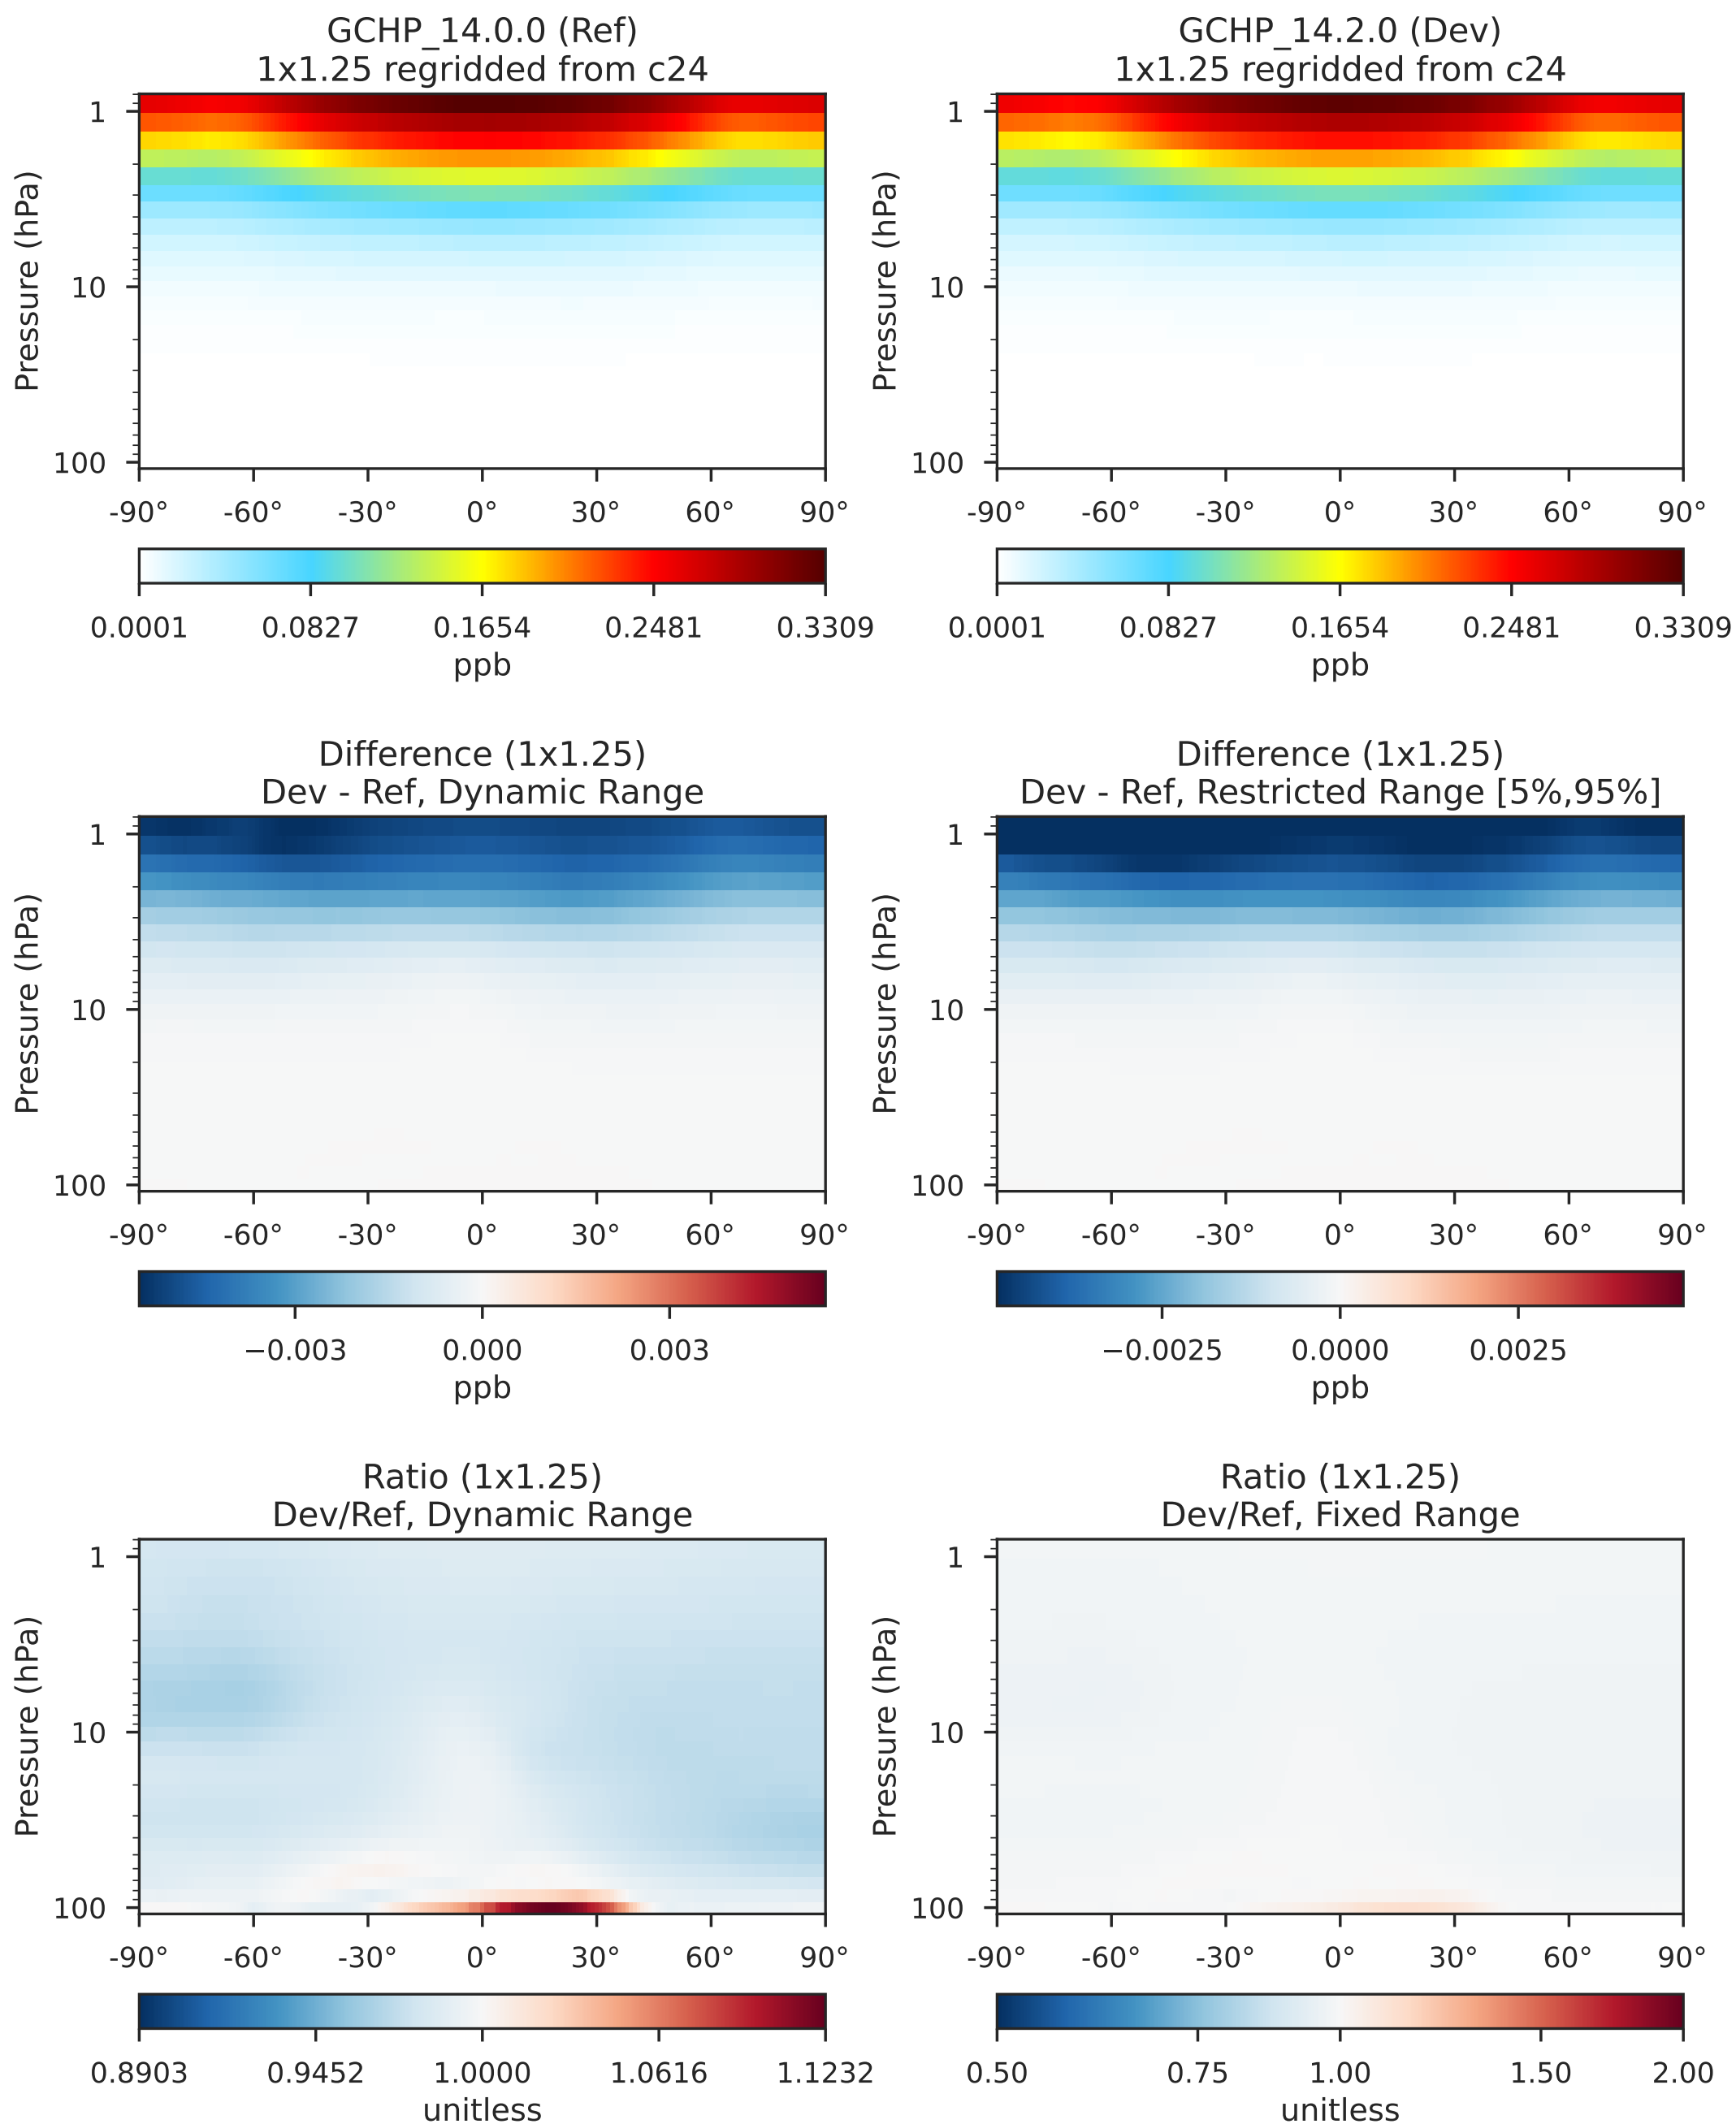 GCHP_14.0.0 (Ref)
1x1.25 regridded from c24
Pressure (hPa)
1
10
100
-90° -60° -30° 0° 30° 60° 90°
0.0001 0.0827 0.1654 0.2481 0.3309
ppb
GCHP_14.2.0 (Dev)
1x1.25 regridded from c24
Pressure (hPa)
1
10
100
-90° -60° -30° 0° 30° 60° 90°
0.0001 0.0827 0.1654 0.2481 0.3309
ppb
Difference (1x1.25)
Dev - Ref, Dynamic Range
Pressure (hPa)
1
10
100
-90° -60° -30° 0° 30° 60° 90°
−0.003 0.000 0.003
ppb
Difference (1x1.25)
Dev - Ref, Restricted Range [5%,95%]
Pressure (hPa)
1
10
100
-90° -60° -30° 0° 30° 60° 90°
−0.0025 0.0000 0.0025
ppb
Ratio (1x1.25)
Dev/Ref, Dynamic Range
Pressure (hPa)
1
10
100
-90° -60° -30° 0° 30° 60° 90°
0.8903 0.9452 1.0000 1.0616 1.1232
unitless
Ratio (1x1.25)
Dev/Ref, Fixed Range
Pressure (hPa)
1
10
100
-90° -60° -30° 0° 30° 60° 90°
0.50 0.75 1.00 1.50 2.00
unitless